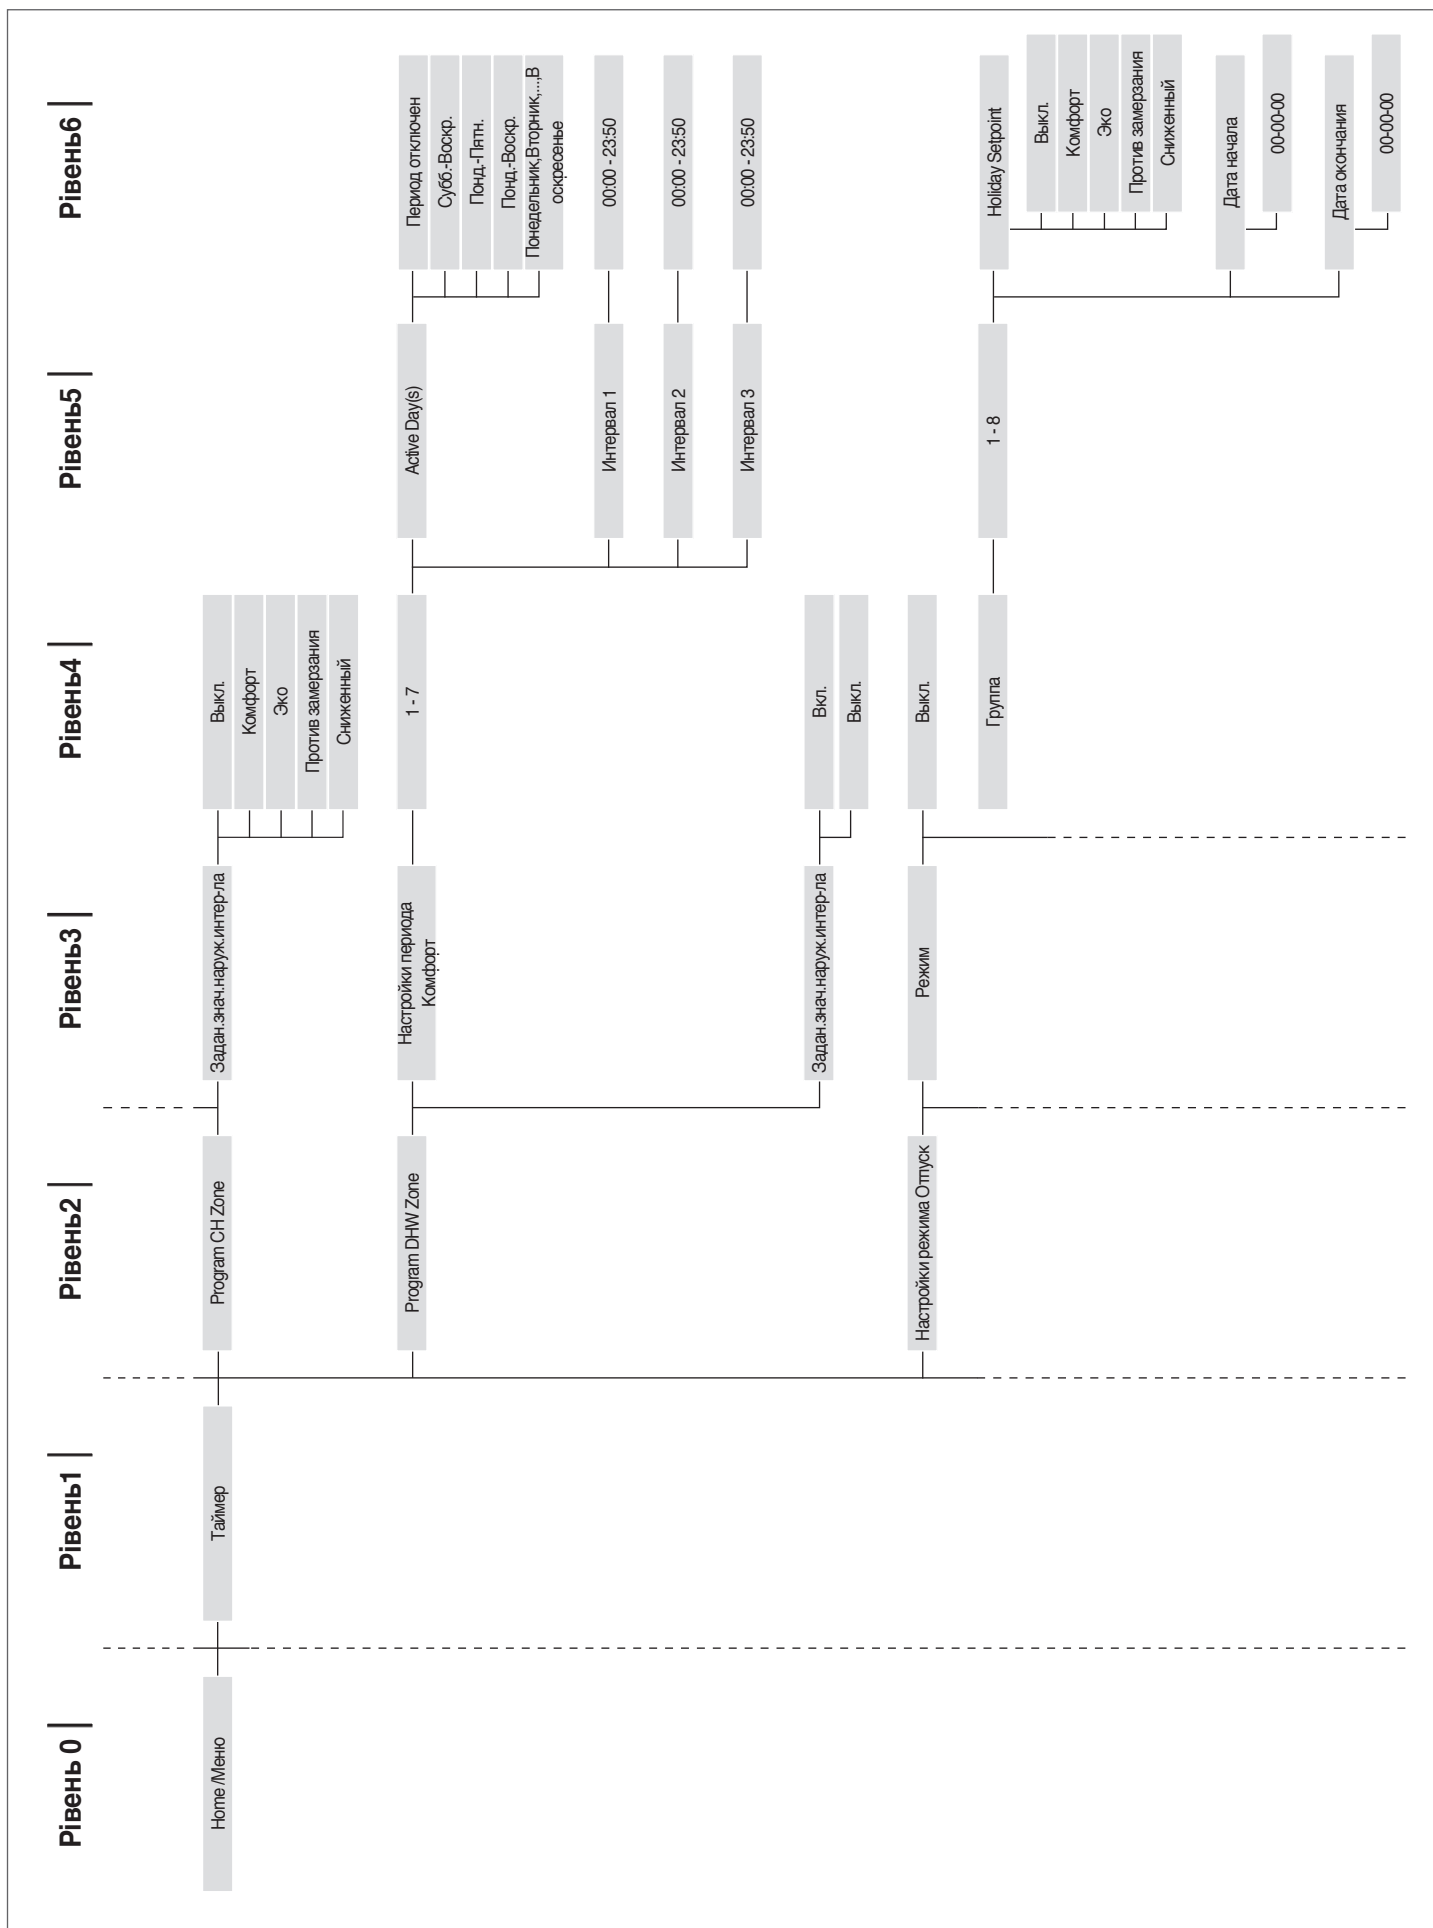 Рівень 0
Рівень1
Рівень2
Рівень3
Рівень4
Рівень5
Рівень6
Home /Меню
Таймер
Program CH Zone
Задан.знач.наруж.интер-ла
Выкл.
Комфорт
Эко
Против замерзания
Сниженный
Program DHW Zone
Настройки периода
Комфорт
1 - 7
Active Day(s)
Период отключен
Субб.-Воскр.
Понд.-Пятн.
Понд.-Воскр.
Понедельник,Вторник,...,В
оскресенье
Интервал 1
00:00 - 23:50
Интервал 2
00:00 - 23:50
Интервал 3
00:00 - 23:50
Задан.знач.наруж.интер-ла
Вкл.
Выкл.
Настройки режима Отпуск
Режим
Выкл.
Группа
1 - 8
Holiday Setpoint
Выкл.
Комфорт
Эко
Против замерзания
Сниженный
Дата начала
00-00-00
Дата окончания
00-00-00